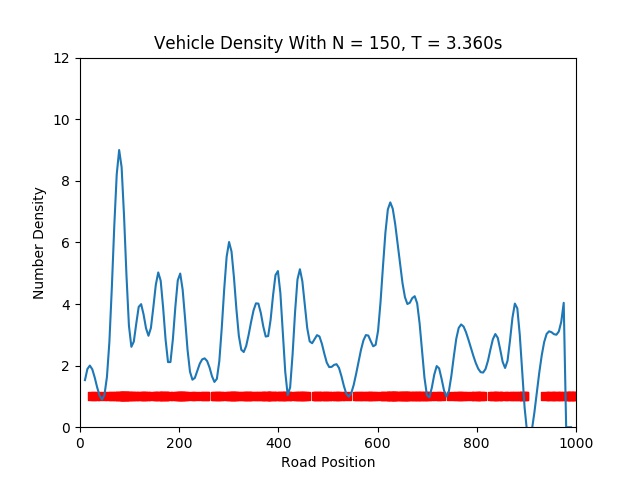 Vehicle Density With N = 150, T = 3.360s
12
10
8
6
4
2
0
Number Density
0 200 400 600 800 1000
Road Position